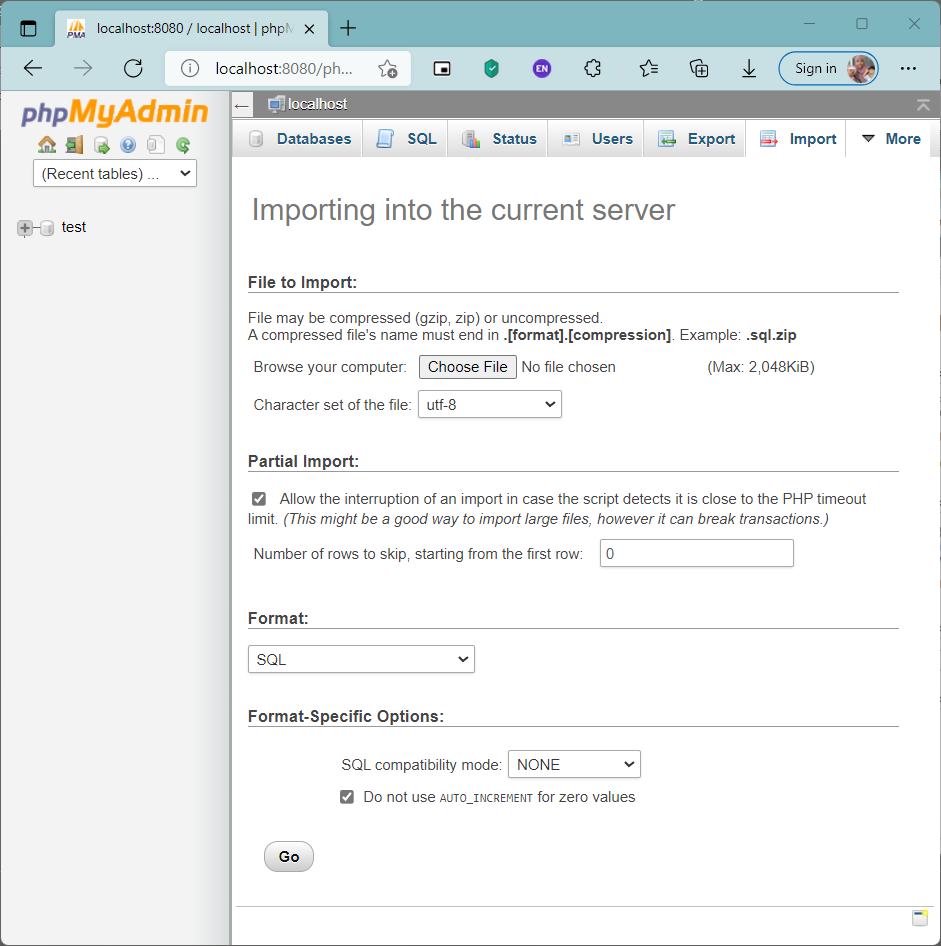 localhost:8080 / localhost | phpM
localhost:8080/ph...
EN
Sign in
phpMyAdmin
localhost
(Recent tables) ...
test
Databases
SQL
Status
Users
Export
Import
More
Importing into the current server
File to Import:
File may be compressed (gzip, zip) or uncompressed.
A compressed file's name must end in .[format].[compression]. Example: .sql.zip
Browse your computer: Choose File No file chosen (Max: 2,048KiB)
Character set of the file: utf-8
Partial Import:
Allow the interruption of an import in case the script detects it is close to the PHP timeout
limit. (This might be a good way to import large files, however it can break transactions.)
Number of rows to skip, starting from the first row: 0
Format:
SQL
Format-Specific Options:
SQL compatibility mode: NONE
Do not use AUTO_INCREMENT for zero values
Go